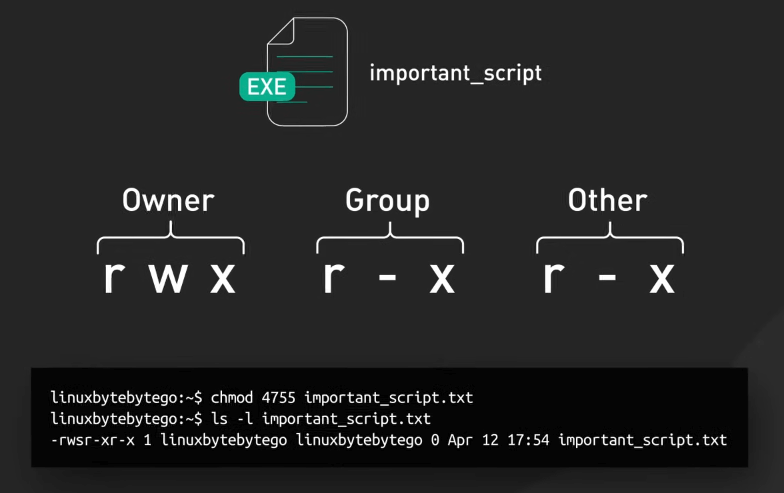 EXE
important_script
Owner Group Other
r w x r - x r - x
linuxbytebytego:~$ chmod 4755 important_script.txt
linuxbytebytego:~$ ls -l important_script.txt
-rwsr-xr-x 1 linuxbytebytego linuxbytebytego 0 Apr 12 17:54 important_script.txt